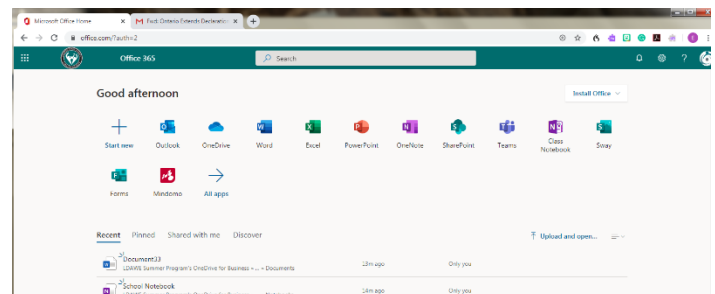 Microsoft Office Home
Fwd: Ontario Extends Declaration
office.com/?auth=2
Office 365
Search
Good afternoon
Install Office
Start new
Outlook
OneDrive
Word
Excel
PowerPoint
OneNote
SharePoint
Teams
Class Notebook
Sway
Forms
Mindomo
All apps
Recent Pinned Shared with me Discover
Upload and open...
Document33
LDAWE Summer Program's OneDrive for Business » ... » Documents
13m ago
Only you
School Notebook
14m ago
Only you